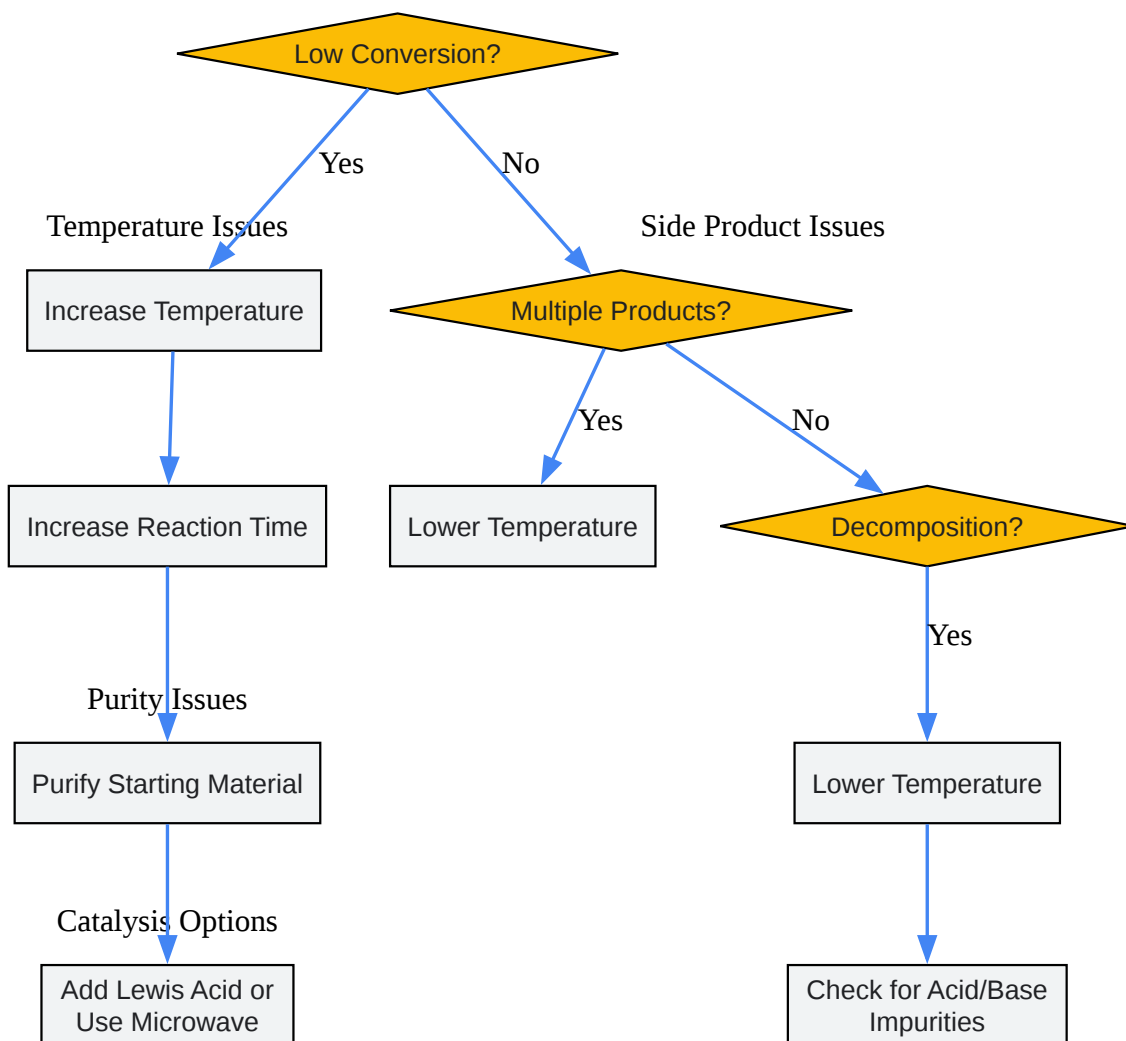 Low Conversion?
Yes
No
Temperature Issues
Side Product Issues
Increase Temperature
Multiple Products?
Yes
No
Increase Reaction Time
Lower Temperature
Decomposition?
Yes
Purity Issues
Purify Starting Material
Lower Temperature
Catalysis Options
Add Lewis Acid or
Use Microwave
Check for Acid/Base
Impurities